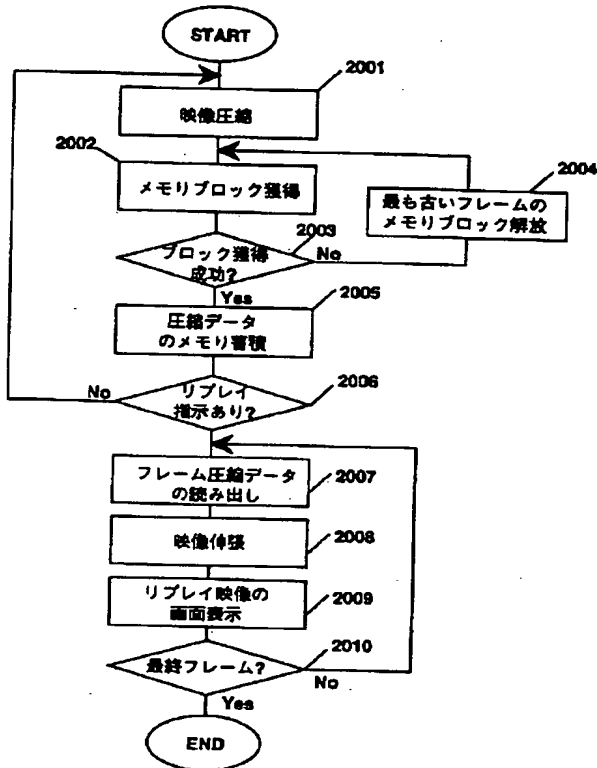 START
2001
映像圧縮
2002
メモリブロック獲得
2004
最も古いフレームの
メモリブロック解放
2003
ブロック獲得
成功?
No
Yes
2005
圧縮データ
のメモリ蓄積
2006
リプレイ
指示あり?
No
フレーム圧縮データ
の読み出し
2007
映像伸張
2008
リプレイ映像の
画面表示
2009
2010
最終フレーム?
No
Yes
END